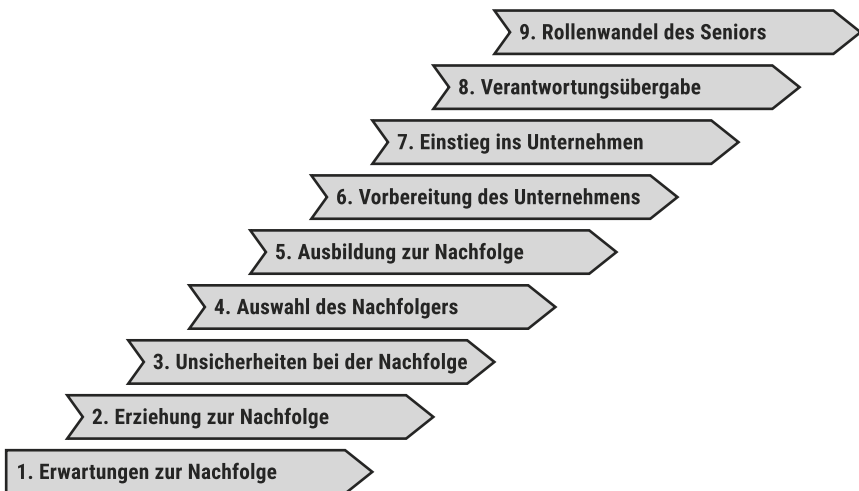 9. Rollenwandel des Seniors
8. Verantwortungsübergabe
7. Einstieg ins Unternehmen
6. Vorbereitung des Unternehmens
5. Ausbildung zur Nachfolge
4. Auswahl des Nachfolgers
3. Unsicherheiten bei der Nachfolge
2. Erziehung zur Nachfolge
1. Erwartungen zur Nachfolge